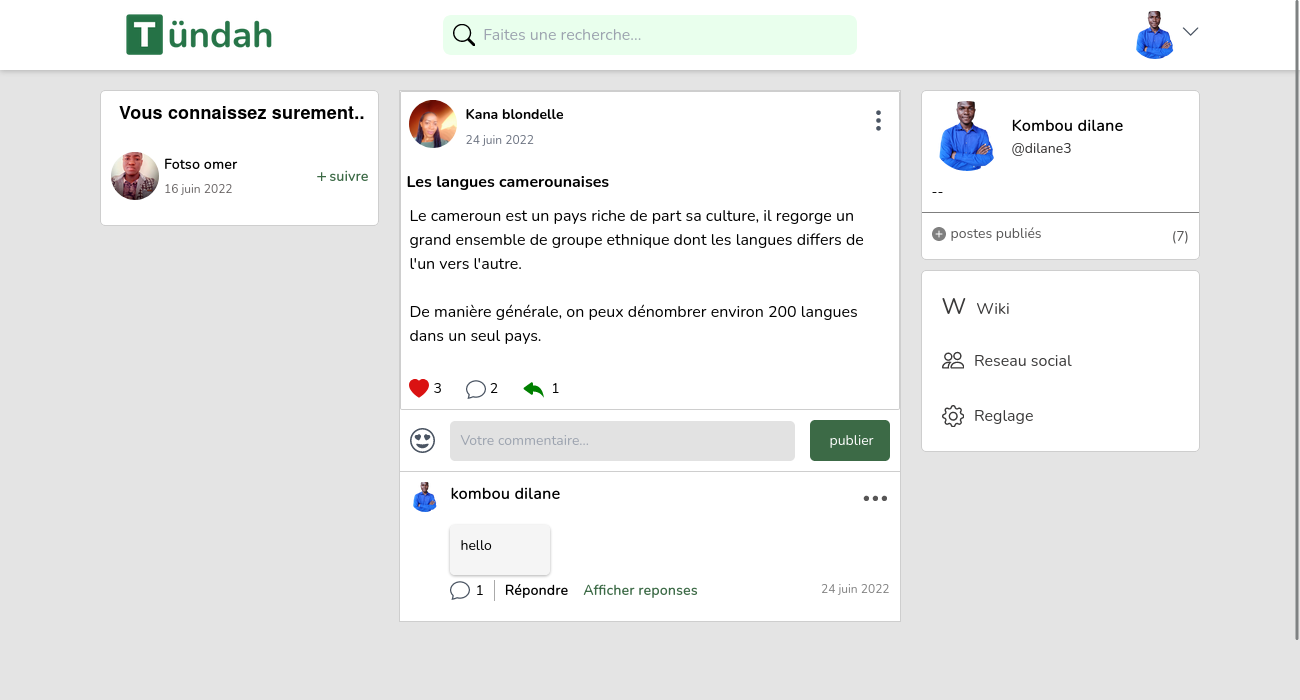 Tündah
Faites une recherche...
Vous connaissez surement..
Fotso omer
16 juin 2022
+ suivre
Kana blondelle
24 juin 2022
Les langues camerounaises
Le cameroun est un pays riche de part sa culture, il regorge un
grand ensemble de groupe ethnique dont les langues differs de
l'un vers l'autre.
De manière générale, on peux dénombrer environ 200 langues
dans un seul pays.
3
2
1
Votre commentaire...
publier
kombou dilane
hello
1
Répondre
Afficher reponses
24 juin 2022
Kombou dilane
@dilane3
--
postes publiés
(7)
W Wiki
Reseau social
Reglage